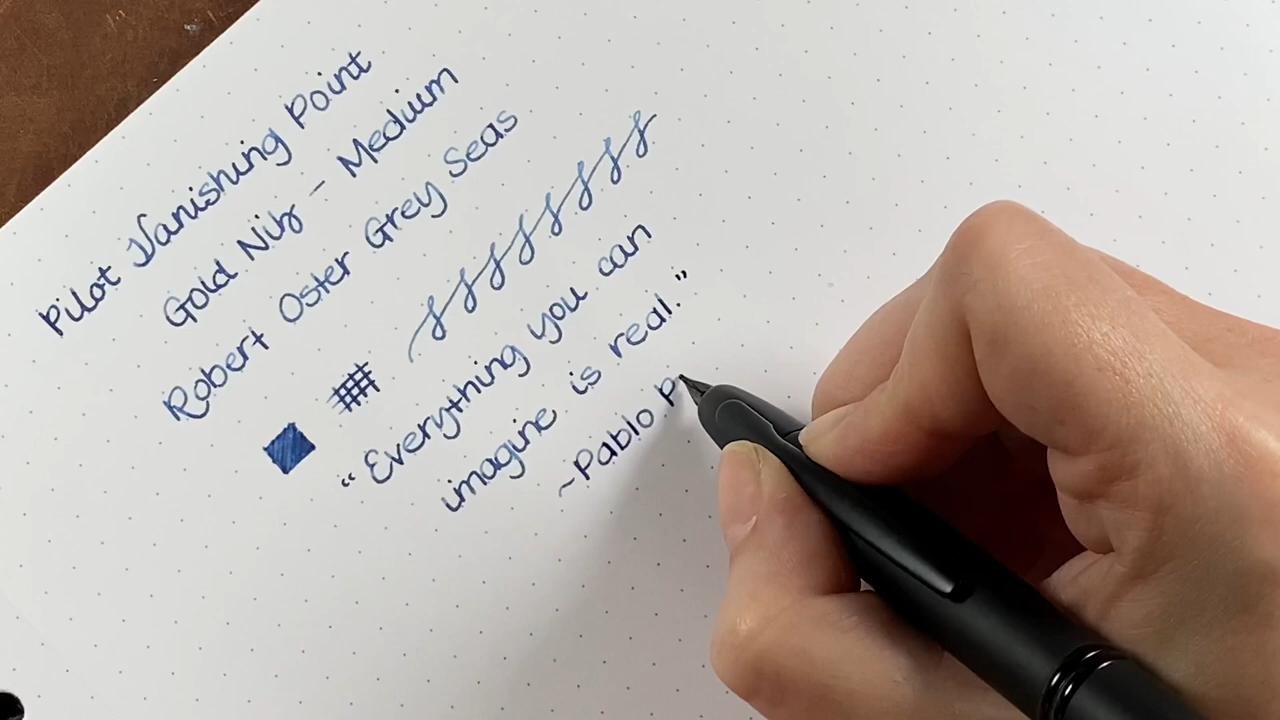 Pilot Vanishing Point
Gold Nib - Medium
Robert Oster Grey Seas
"Everything you can
imagine is real."
~Pablo P